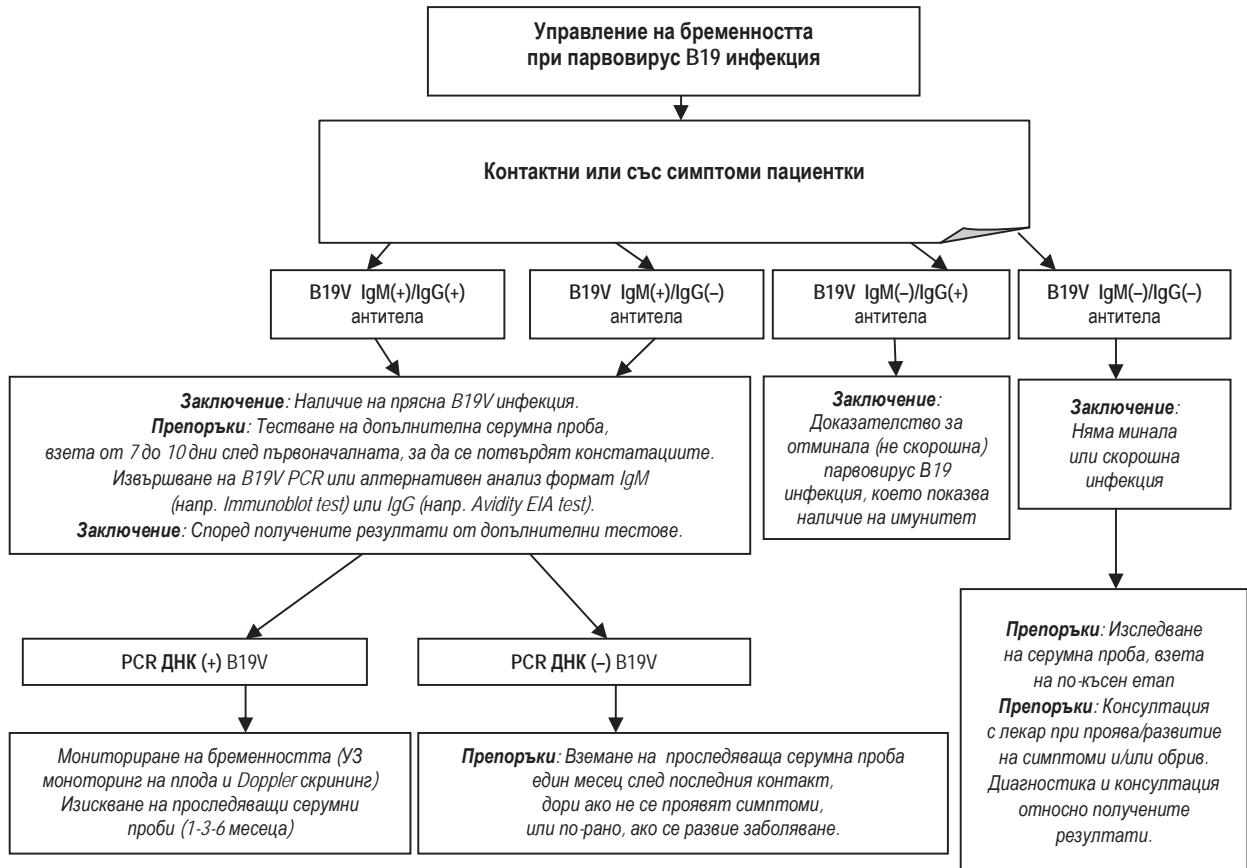 Управление на бременността
при парвовирус B19 инфекция
Контактни или със симптоми пациентки
B19V IgM(+)/IgG(+)
антитела
B19V IgM(+)/IgG(–)
антитела
B19V IgM(–)/IgG(+)
антитела
B19V IgM(–)/IgG(–)
антитела
Заключение: Наличие на прясна B19V инфекция.
Препоръки: Тестване на допълнителна серумна проба,
взета от 7 до 10 дни след първоначалната, за да се потвърдят констатациите.
Извършване на B19V PCR или алтернативен анализ формат IgM
(напр. Immunoblot test) или IgG (напр. Avidity EIA test).
Заключение: Според получените резултати от допълнителни тестове.
Заключение:
Доказателство за
отминала (не скорошна)
парвовирус B19
инфекция, което показва
наличие на имунитет
Заключение:
Няма минала
или скорошна
инфекция
PCR ДНК (+) B19V
PCR ДНК (–) B19V
Препоръки: Изследване
на серумна проба, взета
на по-късен етап
Препоръки: Консултация
с лекар при проява/развитие
на симптоми и/или обрив.
Диагностика и консултация
относно получените
резултати.
Мониториране на бременността (УЗ
моноторинг на плода и Doppler скрининг)
Изискване на проследяващи серумни
проби (1-3-6 месеца)
Препоръки: Вземане на проследяваща серумна проба
един месец след последния контакт,
дори ако не се проявят симптоми,
или по-рано, ако се развие заболяване.